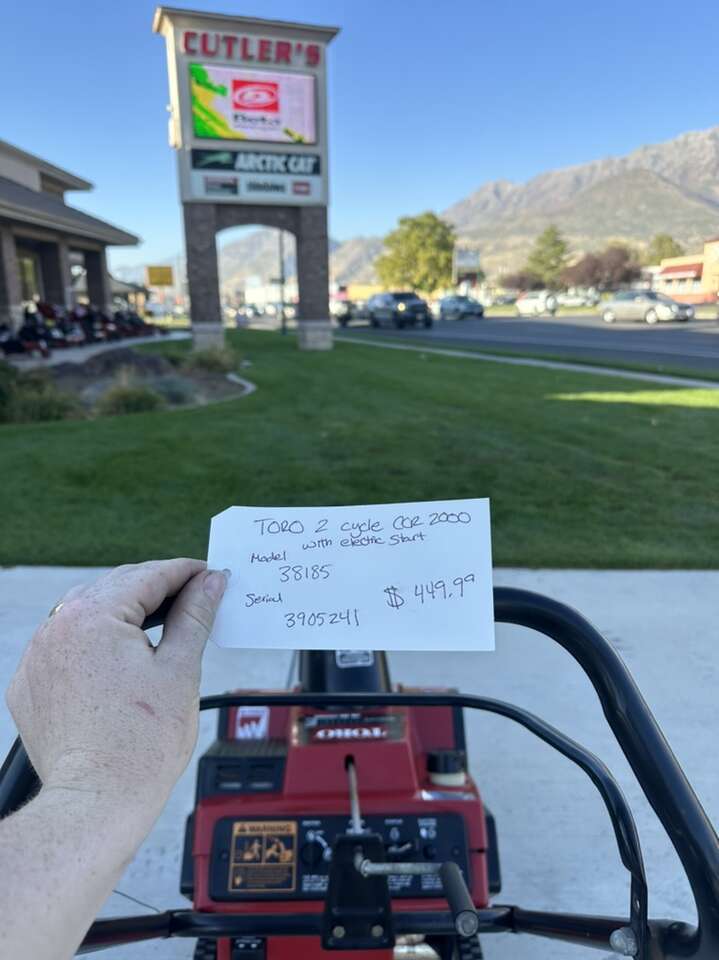 CUTLER'S
Beta
ARCTIC CAT
TORO 2 cycle CCR 2000
with electric start
Model
38185
Serial
$ 449.99
3905241
TORO
WARNING